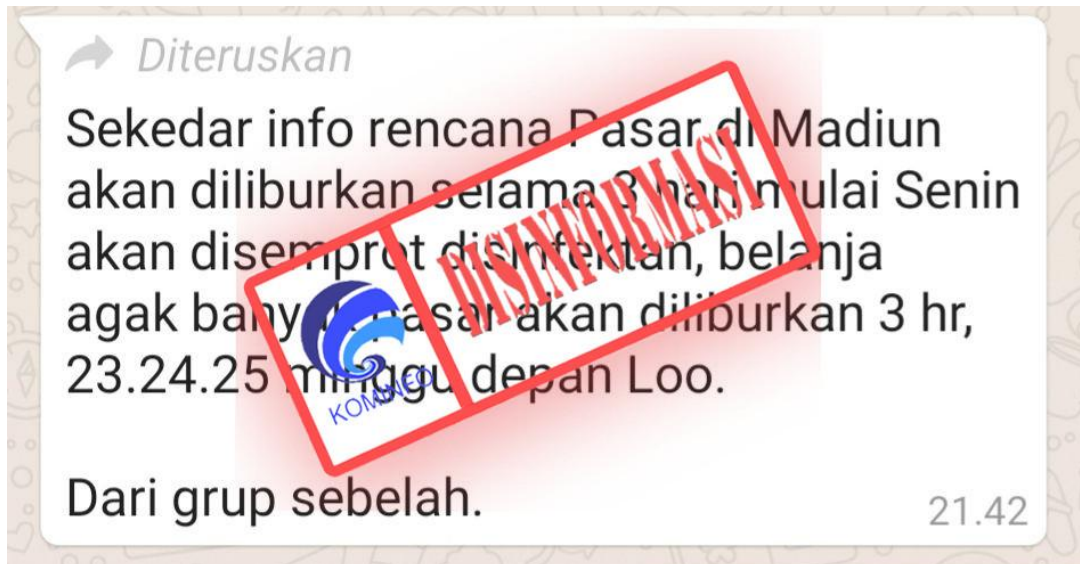 Diteruskan
Sekedar info rencana Pasar di Madiun
akan diliburkan selama 3 hari mulai Senin
akan disemprot disinfektan, belanja
agak banyak pasar akan diliburkan 3 hr,
23.24.25 minggu depan Loo.
Dari grup sebelah.
21.42
DISINFORMASI
KOMINFO